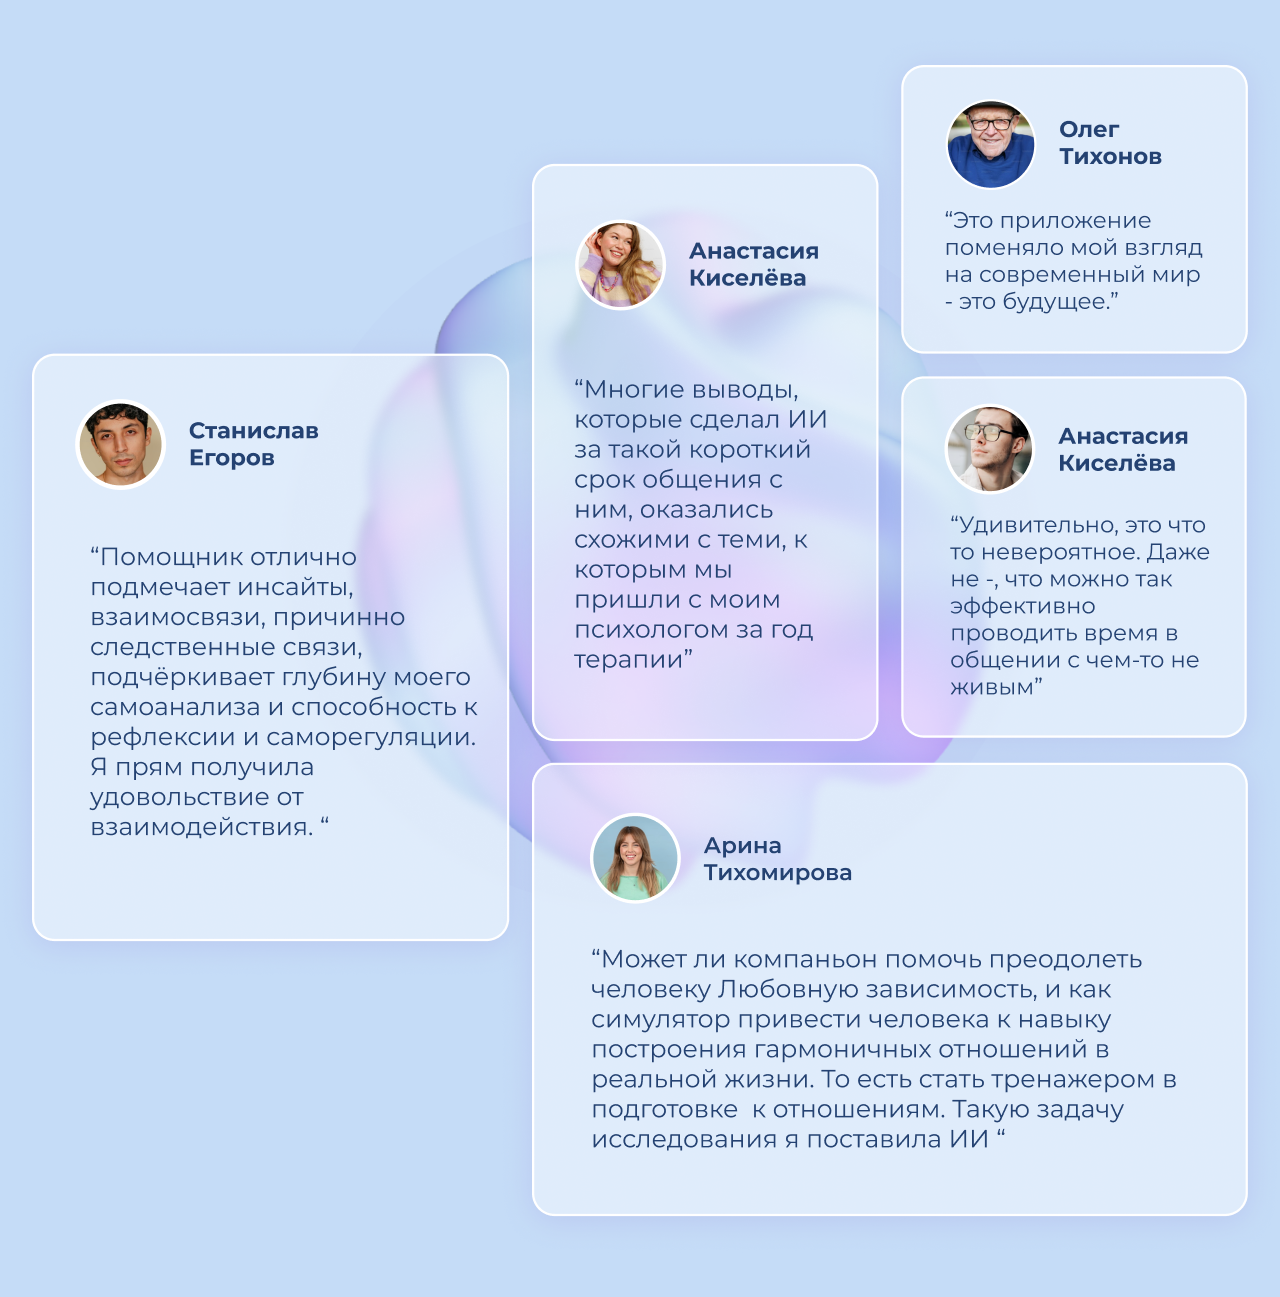 Станислав
Егоров
“Помощник отлично
подмечает инсайты,
взаимосвязи, причинно
следственные связи,
подчёркивает глубину моего
самоанализа и способность к
рефлексии и саморегуляции.
Я прям получила
удовольствие от
взаимодействия. “
Анастасия
Киселёва
“Многие выводы,
которые сделал ИИ
за такой короткий
срок общения с
ним, оказались
схожими с теми, к
которым мы
пришли с моим
психологом за год
терапии”
Олег
Тихонов
“Это приложение
поменяло мой взгляд
на современный мир
- это будущее.”
Анастасия
Киселёва
“Удивительно, это что
то невероятное. Даже
не -, что можно так
эффективно
проводить время в
общении с чем-то не
живым”
Арина
Тихомирова
“Может ли компаньон помочь преодолеть
человеку Любовную зависимость, и как
симулятор привести человека к навыку
построения гармоничных отношений в
реальной жизни. То есть стать тренажером в
подготовке  к отношениям. Такую задачу
исследования я поставила ИИ “